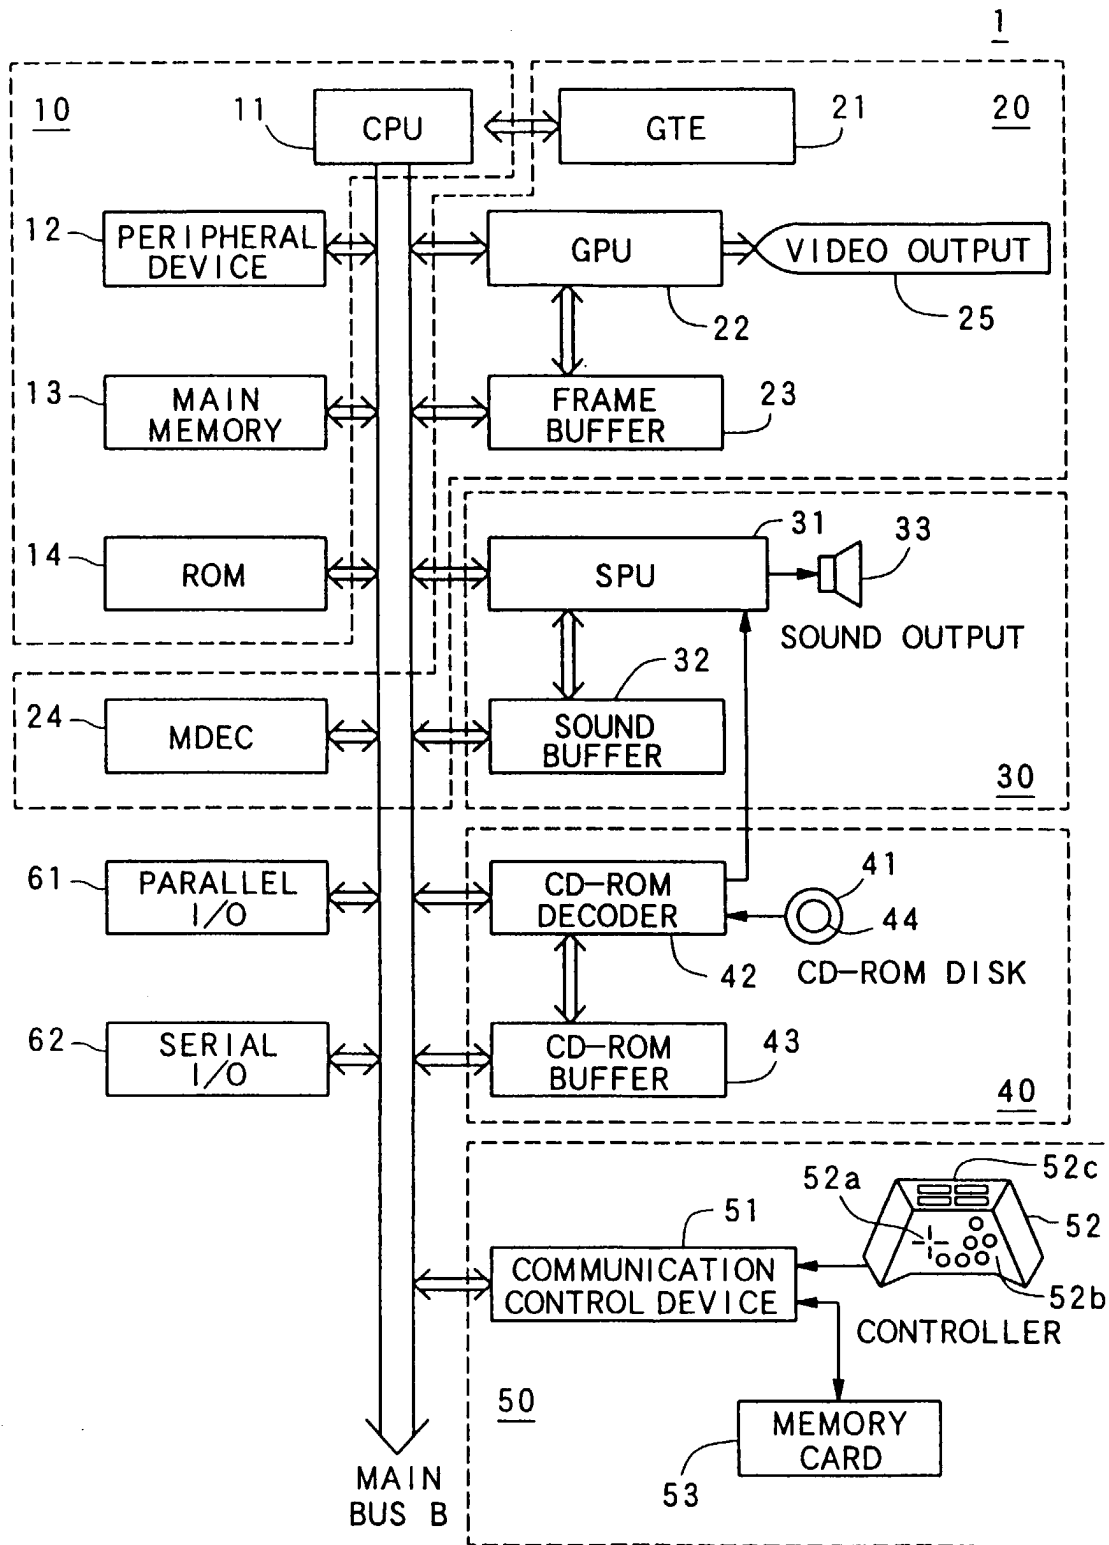 1
10
11
CPU
GTE
21
20
12
PERIPHERAL
DEVICE
GPU
22
VIDEO OUTPUT
25
13
MAIN
MEMORY
FRAME
BUFFER
23
14
ROM
SPU
31
33
SOUND OUTPUT
24
MDEC
32
SOUND
BUFFER
30
61
PARALLEL
I/O
CD-ROM
DECODER
42
41
44
CD-ROM DISK
62
SERIAL
I/O
CD-ROM
BUFFER
43
40
51
COMMUNICATION
CONTROL DEVICE
52a
52c
52
52b
CONTROLLER
50
MEMORY
CARD
53
MAIN
BUS B